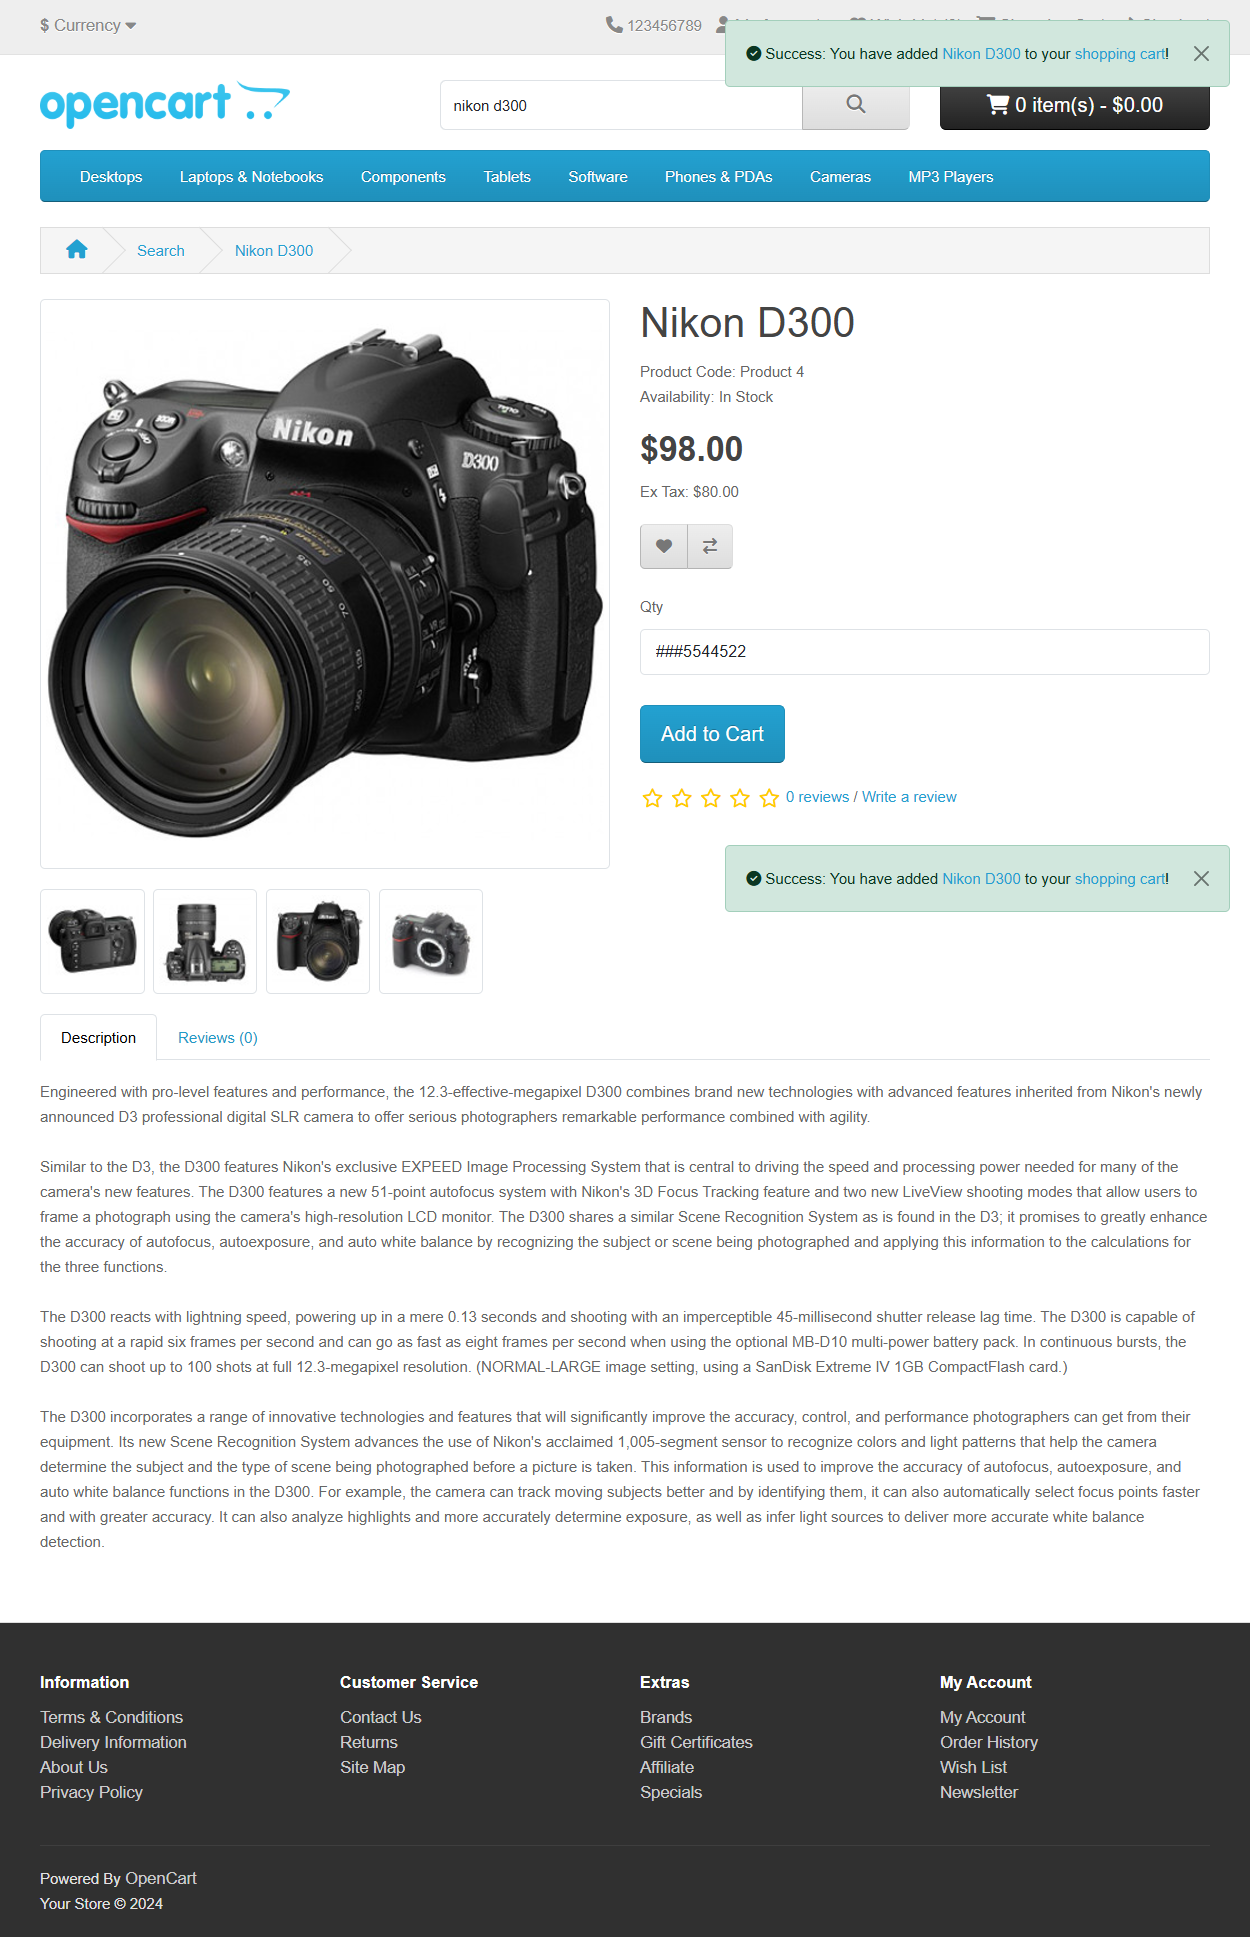 $ Currency
123456789
Success: You have added Nikon D300 to your shopping cart!
opencart
nikon d300
0 item(s) - $0.00
Desktops
Laptops & Notebooks
Components
Tablets
Software
Phones & PDAs
Cameras
MP3 Players
Search
Nikon D300
Nikon
D300
Nikon D300
Product Code: Product 4
Availability: In Stock
$98.00
Ex Tax: $80.00
Qty
###5544522
Add to Cart
0 reviews / Write a review
Success: You have added Nikon D300 to your shopping cart!
Description
Reviews (0)
Engineered with pro-level features and performance, the 12.3-effective-megapixel D300 combines brand new technologies with advanced features inherited from Nikon's newly
announced D3 professional digital SLR camera to offer serious photographers remarkable performance combined with agility.
Similar to the D3, the D300 features Nikon's exclusive EXPEED Image Processing System that is central to driving the speed and processing power needed for many of the
camera's new features. The D300 features a new 51-point autofocus system with Nikon's 3D Focus Tracking feature and two new LiveView shooting modes that allow users to
frame a photograph using the camera's high-resolution LCD monitor. The D300 shares a similar Scene Recognition System as is found in the D3; it promises to greatly enhance
the accuracy of autofocus, autoexposure, and auto white balance by recognizing the subject or scene being photographed and applying this information to the calculations for
the three functions.
The D300 reacts with lightning speed, powering up in a mere 0.13 seconds and shooting with an imperceptible 45-millisecond shutter release lag time. The D300 is capable of
shooting at a rapid six frames per second and can go as fast as eight frames per second when using the optional MB-D10 multi-power battery pack. In continuous bursts, the
D300 can shoot up to 100 shots at full 12.3-megapixel resolution. (NORMAL-LARGE image setting, using a SanDisk Extreme IV 1GB CompactFlash card.)
The D300 incorporates a range of innovative technologies and features that will significantly improve the accuracy, control, and performance photographers can get from their
equipment. Its new Scene Recognition System advances the use of Nikon's acclaimed 1,005-segment sensor to recognize colors and light patterns that help the camera
determine the subject and the type of scene being photographed before a picture is taken. This information is used to improve the accuracy of autofocus, autoexposure, and
auto white balance functions in the D300. For example, the camera can track moving subjects better and by identifying them, it can also automatically select focus points faster
and with greater accuracy. It can also analyze highlights and more accurately determine exposure, as well as infer light sources to deliver more accurate white balance
detection.
Information
Terms & Conditions
Delivery Information
About Us
Privacy Policy
Customer Service
Contact Us
Returns
Site Map
Extras
Brands
Gift Certificates
Affiliate
Specials
My Account
My Account
Order History
Wish List
Newsletter
Powered By OpenCart
Your Store © 2024